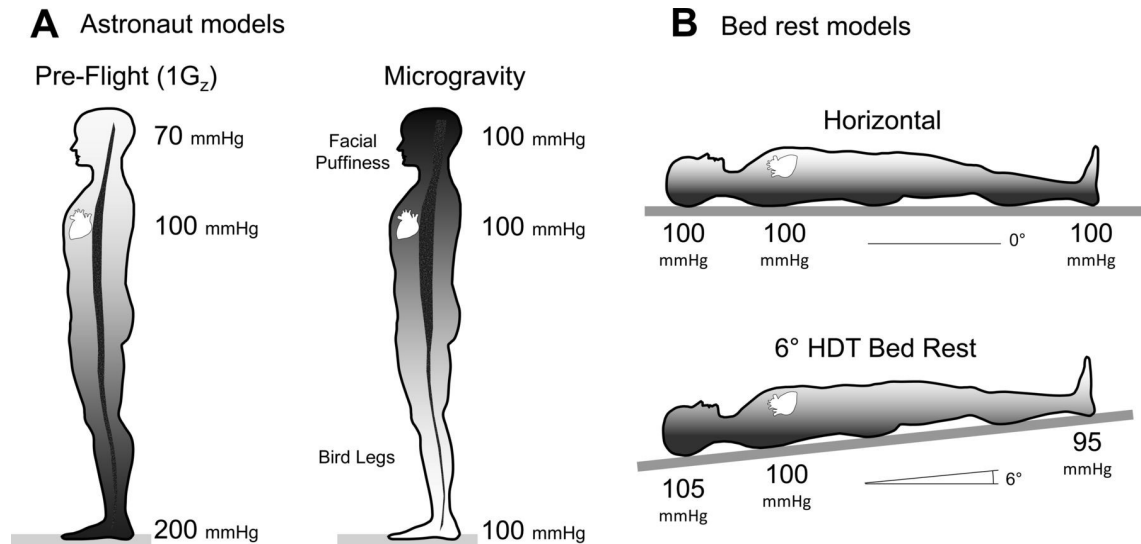 A Astronaut models
Pre-Flight (1Gz)
70 mmHg
100 mmHg
200 mmHg
Microgravity
Facial
Puffiness
100 mmHg
100 mmHg
Bird Legs
100 mmHg
B Bed rest models
Horizontal
100
mmHg
100
mmHg
0°
100
mmHg
6° HDT Bed Rest
105
mmHg
100
mmHg
6°
95
mmHg